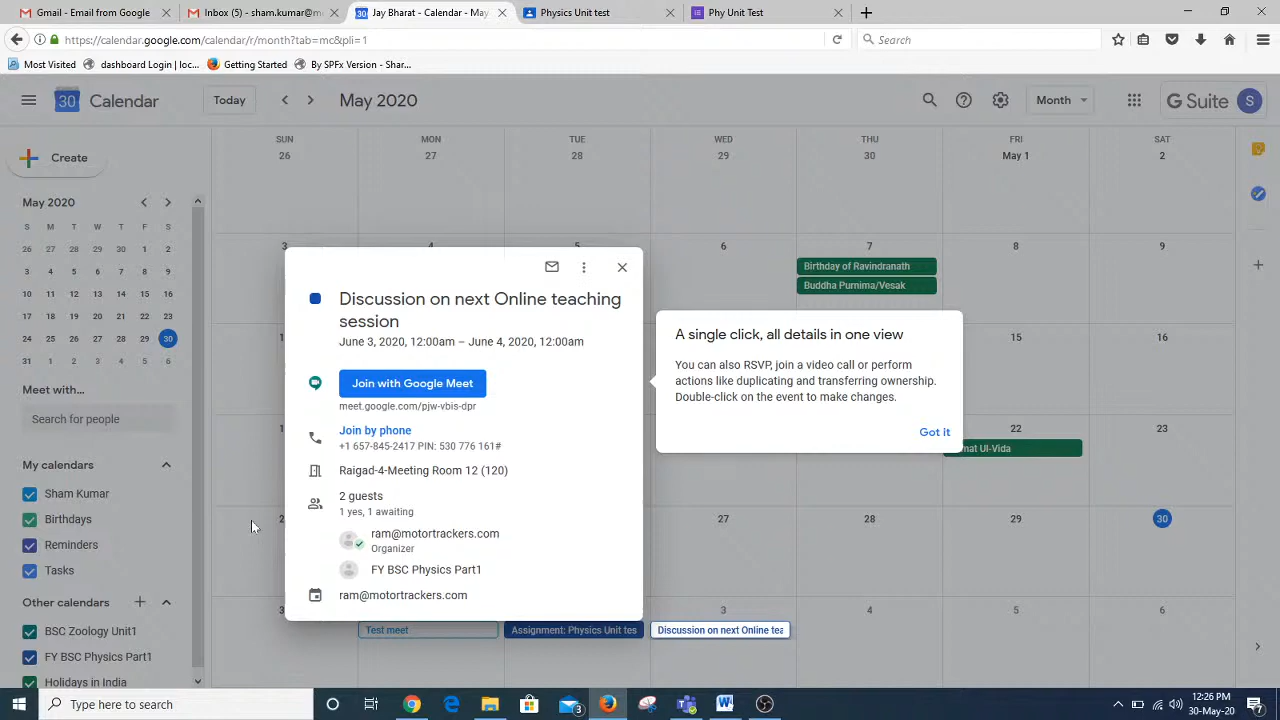 Gmail - Email from Google
Inbox (5) - sham.kumar@m
Jay Bharat - Calendar - May
Physics Unit test
Phy Unit Test
https://calendar.google.com/calendar/r/month?tab=mc&pli=1
Search
Most Visited
dashboard Login | loc...
Getting Started
By SPFx Version - Shar...
30
Calendar
Today
May 2020
Month
G Suite
S
Create
SUN MON TUE WED THU FRI SAT
26 27 28 29 30 May 1 2
May 2020
S M T W T F S
26 27 28 29 30 1 2
3 4 5 6 7 8 9
10 11 12 13 14 15 16
17 18 19 20 21 22 23
24 25 26 27 28 29 30
31 1 2 3 4 5 6
Meet with...
Search for people
My calendars
Sham Kumar
Birthdays
Reminders
Tasks
Other calendars
BSC Zoology Unit1
FY BSC Physics Part1
Holidays in India
3 4 5 6 7 8 9
Birthday of Ravindranath
Buddha Purnima/Vesak
Discussion on next Online teaching
session
June 3, 2020, 12:00am – June 4, 2020, 12:00am
Join with Google Meet
meet.google.com/pjw-vbis-dpr
Join by phone
+1 657-845-2417 PIN: 530 776 161#
Raigad-4-Meeting Room 12 (120)
2 guests
1 yes, 1 awaiting
ram@motortrackers.com
Organizer
FY BSC Physics Part1
ram@motortrackers.com
A single click, all details in one view
You can also RSVP, join a video call or perform
actions like duplicating and transferring ownership.
Double-click on the event to make changes.
Got it
15 16
22 23
mat Ul-Vida
27 28 29 30
3 4 5 6
Test meet
Assignment: Physics Unit tes
Discussion on next Online tea
Type here to search
3
12:26 PM
30-May-20
7